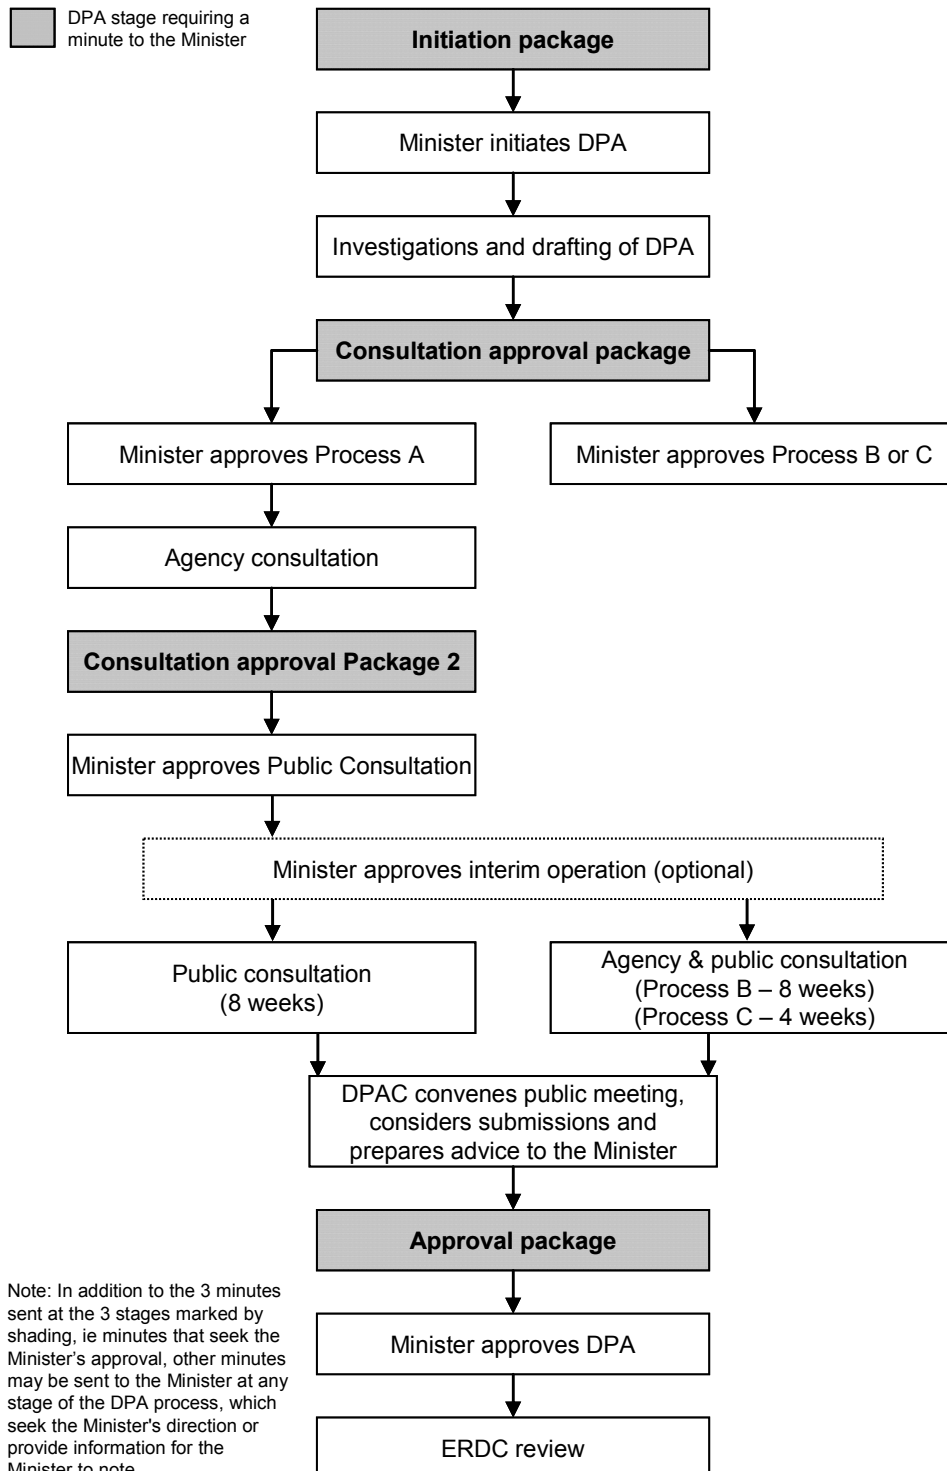 DPA stage requiring a
minute to the Minister
Initiation package
Minister initiates DPA
Investigations and drafting of DPA
Consultation approval package
Minister approves Process A
Minister approves Process B or C
Agency consultation
Consultation approval Package 2
Minister approves Public Consultation
Minister approves interim operation (optional)
Public consultation
(8 weeks)
Agency & public consultation
(Process B – 8 weeks)
(Process C – 4 weeks)
DPAC convenes public meeting,
considers submissions and
prepares advice to the Minister
Approval package
Note: In addition to the 3 minutes
sent at the 3 stages marked by
shading, ie minutes that seek the
Minister’s approval, other minutes
may be sent to the Minister at any
stage of the DPA process, which
seek the Minister's direction or
provide information for the
Minister to note
Minister approves DPA
ERDC review